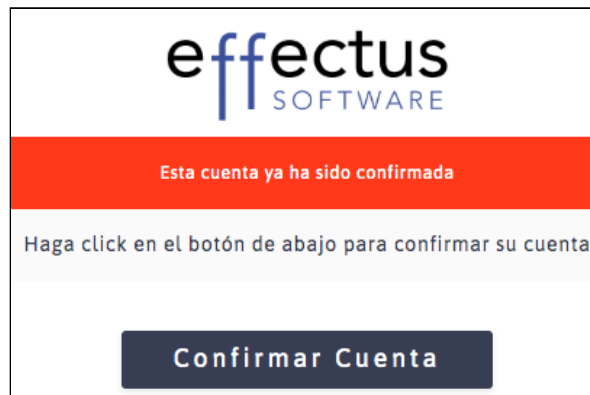 effectus
SOFTWARE
Esta cuenta ya ha sido confirmada
Haga click en el botón de abajo para confirmar su cuenta
Confirmar Cuenta